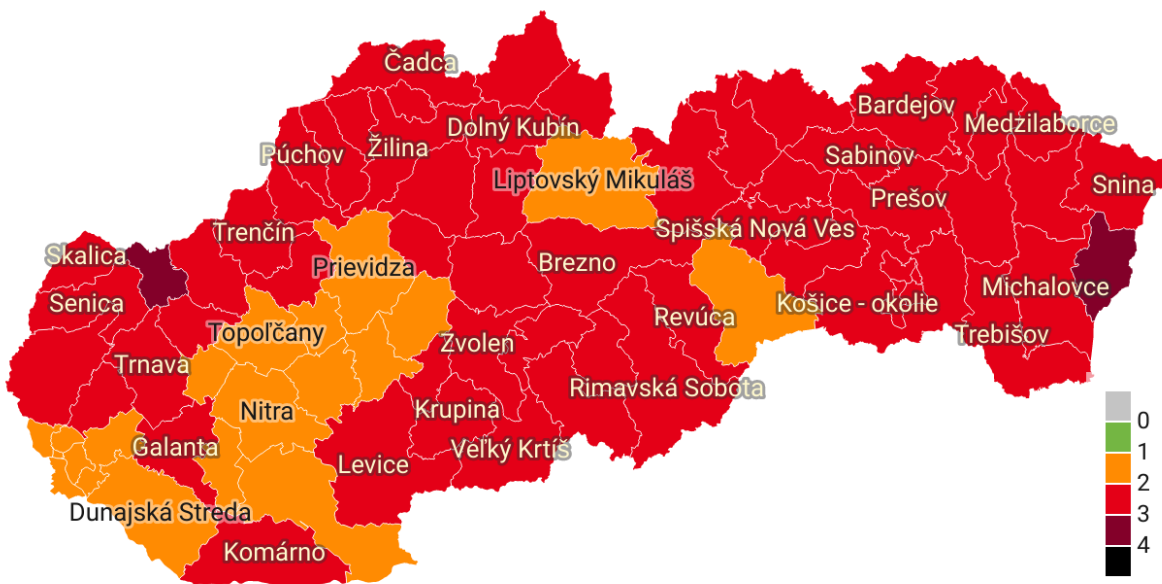 Čadca
Bardejov
Dolný Kubín
Medzilaborce
Púchov
Žilina
Sabinov
Liptovský Mikuláš
Snina
Prešov
Spišská Nová Ves
Trenčín
Skalica
Brezno
Prievidza
Michalovce
Senica
Košice - okolie
Revúca
Topoľčany
Trebišov
Zvolen
Trnava
Rimavská Sobota
Nitra
Krupina
0
Galanta
Veľký Krtíš
1
Levice
2
Dunajská Streda
3
Komárno
4